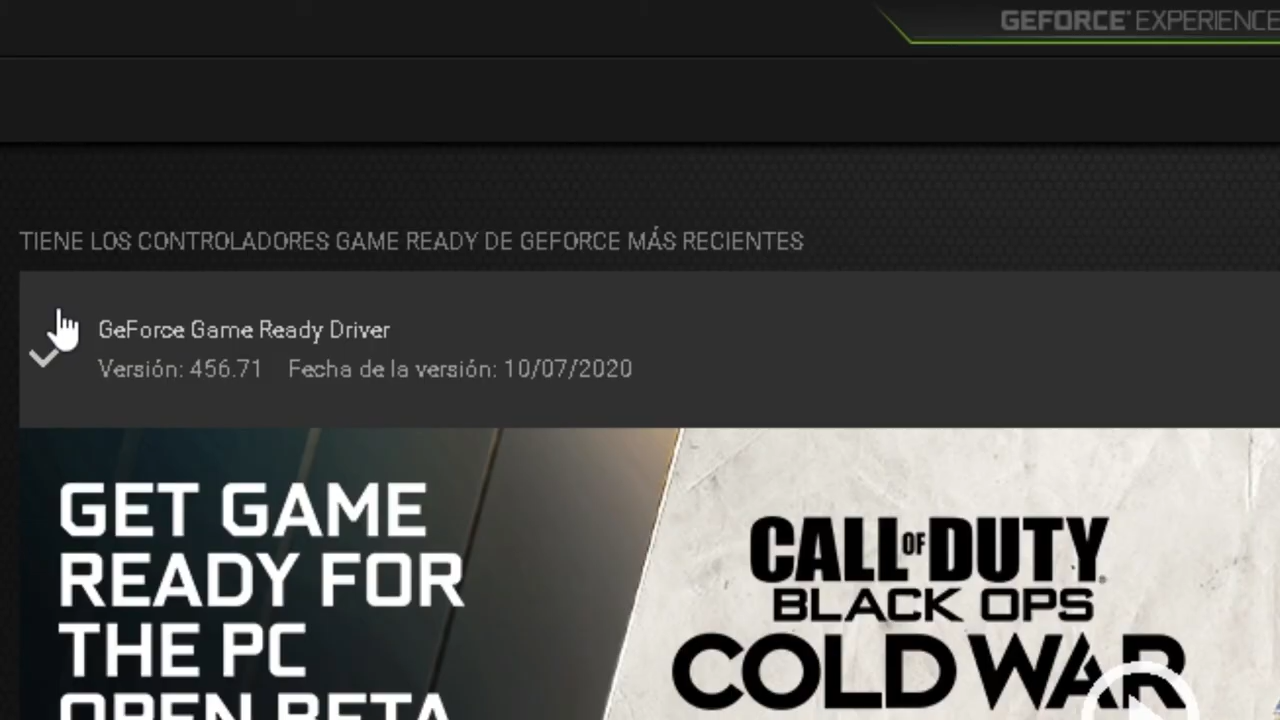 GEFORCE® EXPERIENCE
TIENE LOS CONTROLADORES GAME READY DE GEFORCE MÁS RECIENTES
GeForce Game Ready Driver
Versión: 456.71 Fecha de la versión: 10/07/2020
GET GAME
READY FOR
THE PC
OPEN BETA
CALL OF DUTY
BLACK OPS
COLD WAR